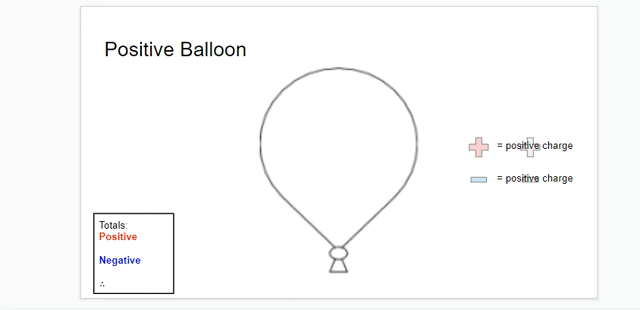 Positive Balloon
= positive charge
= positive charge
Totals:
Positive
Negative
∴